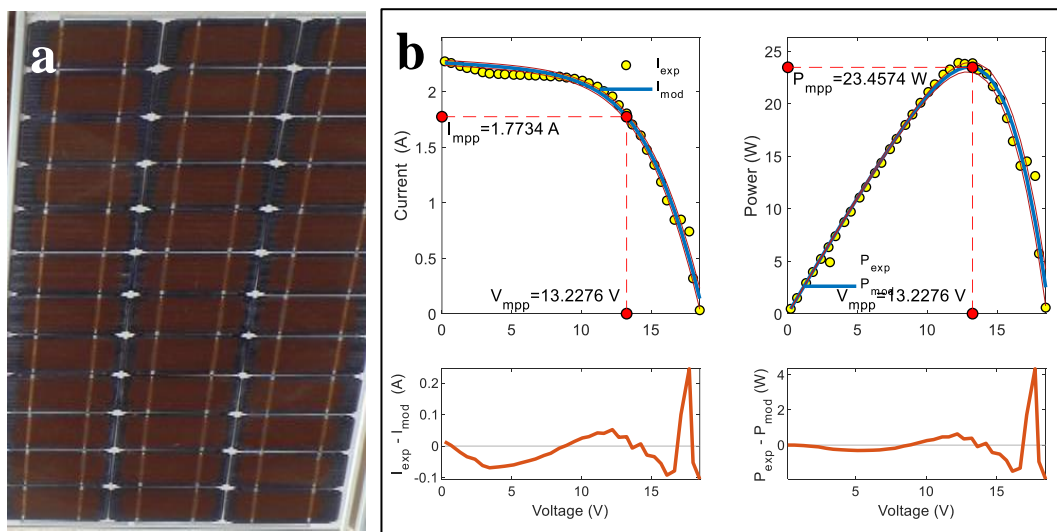 a
b
Current (A)
2
1.5
1
0.5
0
0
5
10
15
I_exp
I_mod
I_mpp=1.7734 A
V_mpp=13.2276 V
Power (W)
25
20
15
10
5
0
0
5
10
15
P_mpp=23.4574 W
P_exp
P_mod
V_mpp=13.2276 V
I_exp - I_mod (A)
0.2
0.1
0
-0.1
0
5
10
15
Voltage (V)
P_exp - P_mod (W)
4
2
0
0
5
10
15
Voltage (V)